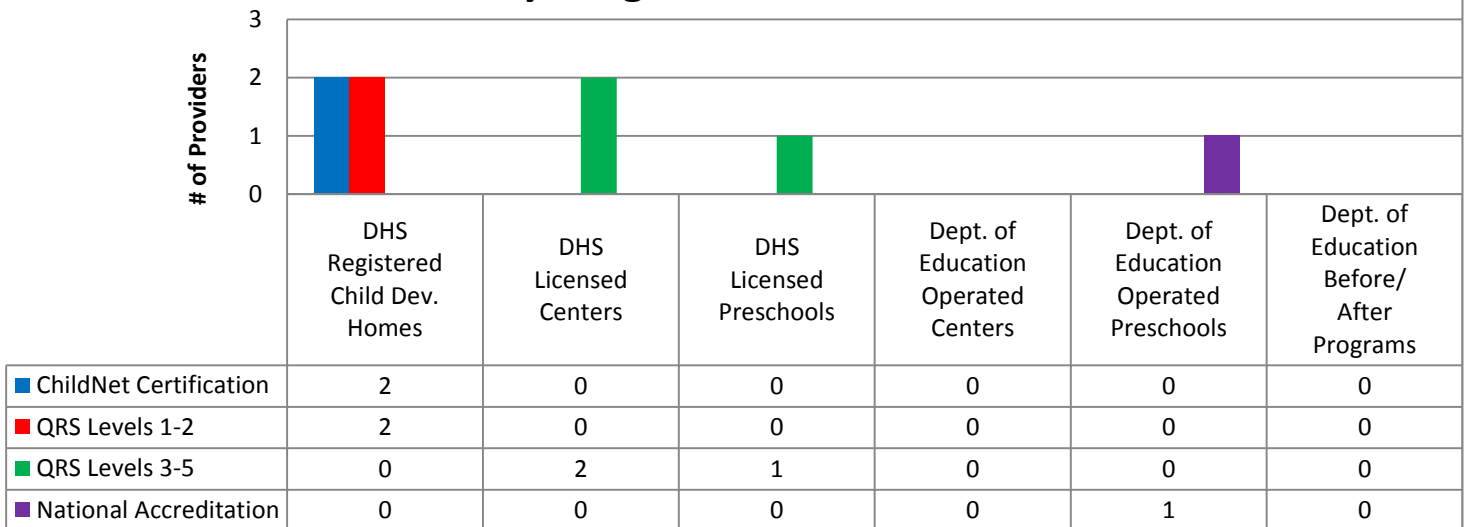 3
2
1
0
# of Providers
DHS
Registered
Child Dev.
Homes
DHS
Licensed
Centers
DHS
Licensed
Preschools
Dept. of
Education
Operated
Centers
Dept. of
Education
Operated
Preschools
Dept. of
Education
Before/
After
Programs
ChildNet Certification 2 0 0 0 0 0
QRS Levels 1-2 2 0 0 0 0 0
QRS Levels 3-5 0 2 1 0 0 0
National Accreditation 0 0 0 0 1 0